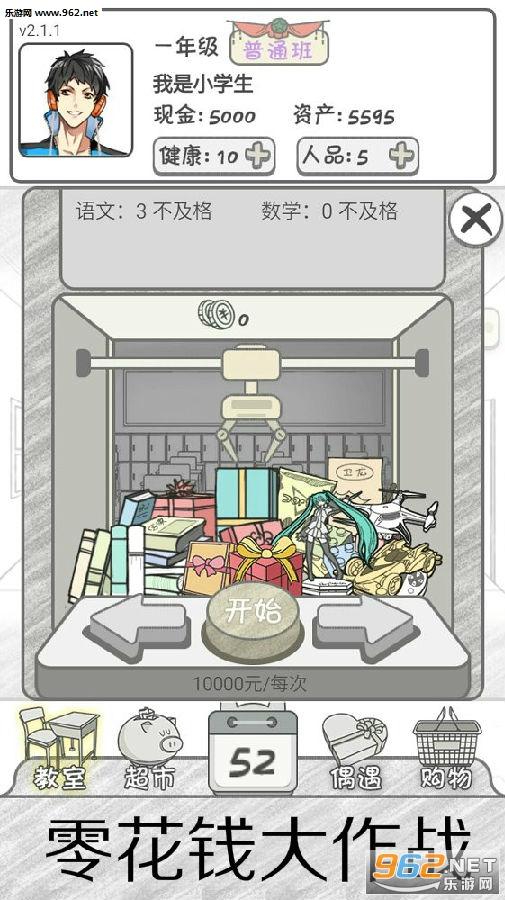 乐游网 www.962.net
v2.1.1
一年级 普通班
我是小学生
现金: 5000 资产: 5595
健康: 10 人品: 5
语文：3 不及格 数学：0 不及格
0
卫龙
开始
10000元/每次
教室 超市 52 偶遇 购物
零花钱大作战
962.NET
乐游网